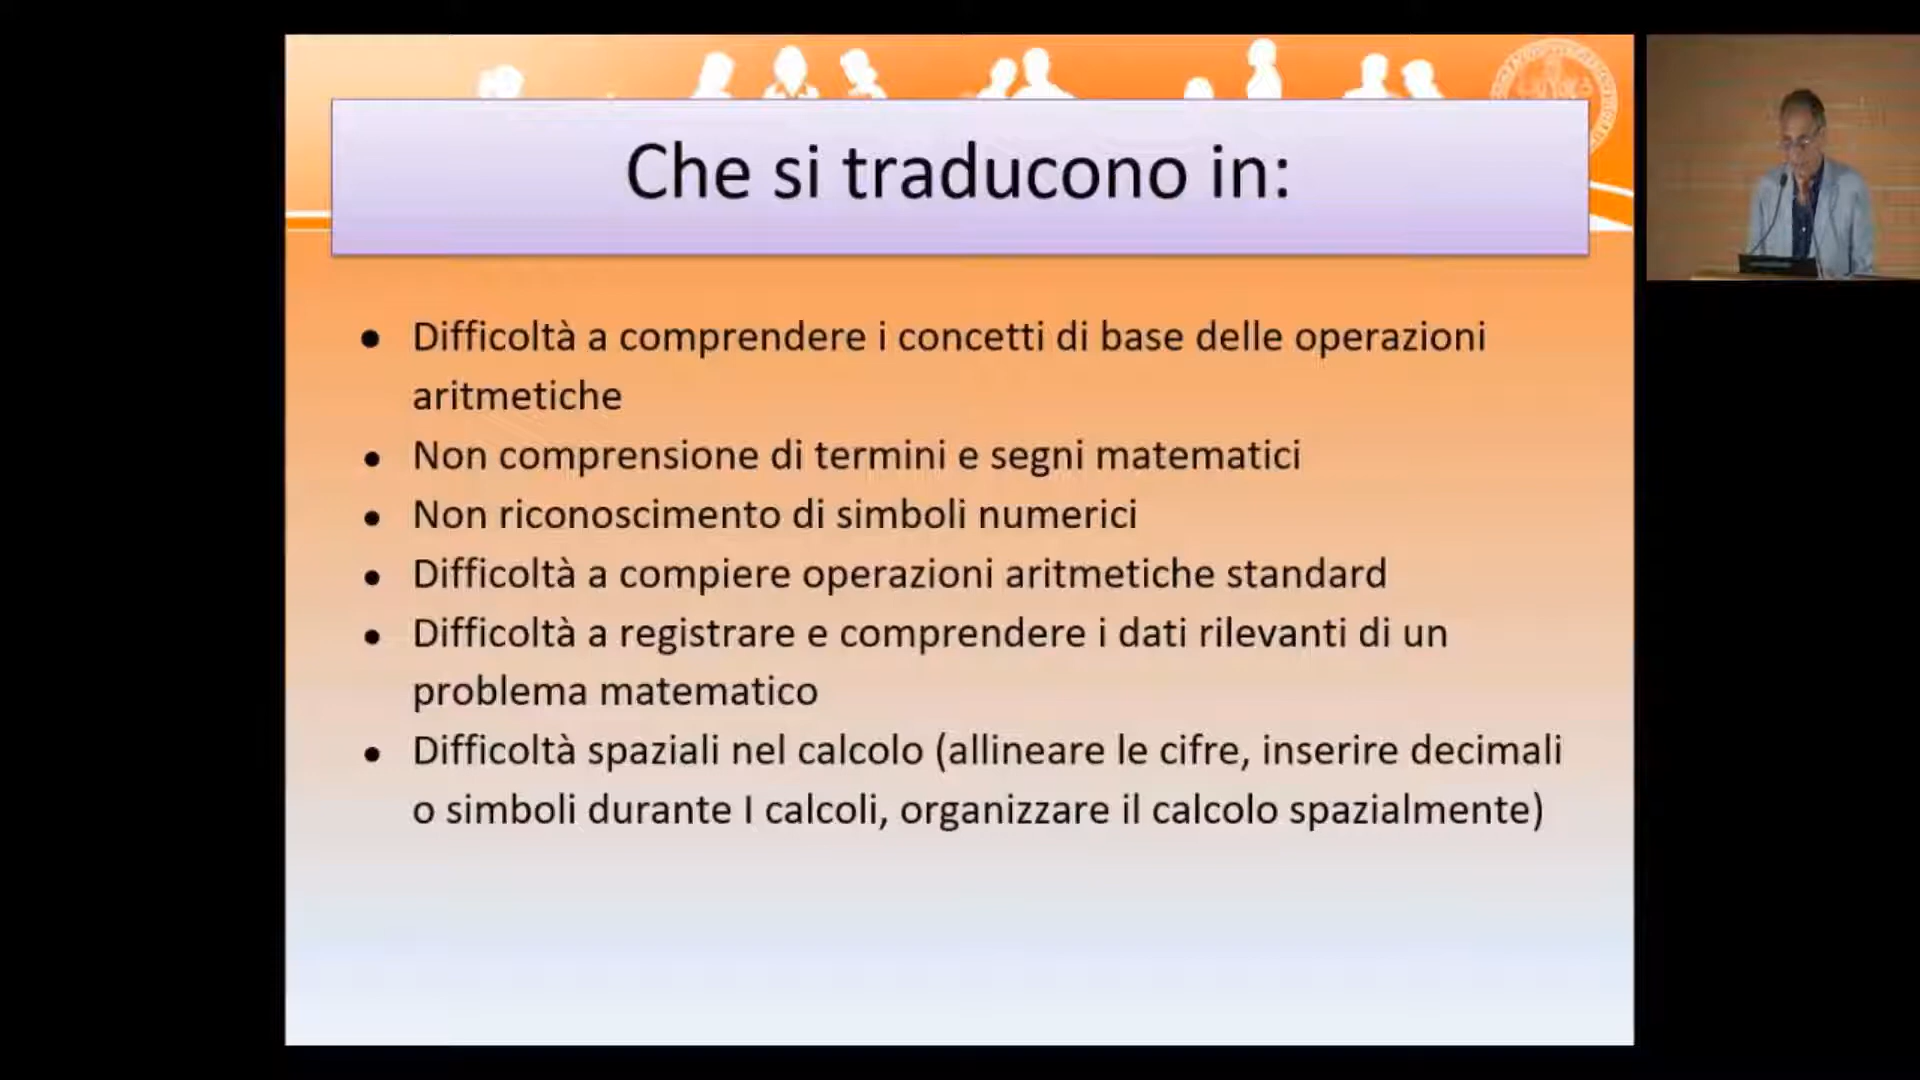 Che si traducono in:
• Difficoltà a comprendere i concetti di base delle operazioni
aritmetiche
• Non comprensione di termini e segni matematici
• Non riconoscimento di simboli numerici
• Difficoltà a compiere operazioni aritmetiche standard
• Difficoltà a registrare e comprendere i dati rilevanti di un
problema matematico
• Difficoltà spaziali nel calcolo (allineare le cifre, inserire decimali
o simboli durante I calcoli, organizzare il calcolo spazialmente)